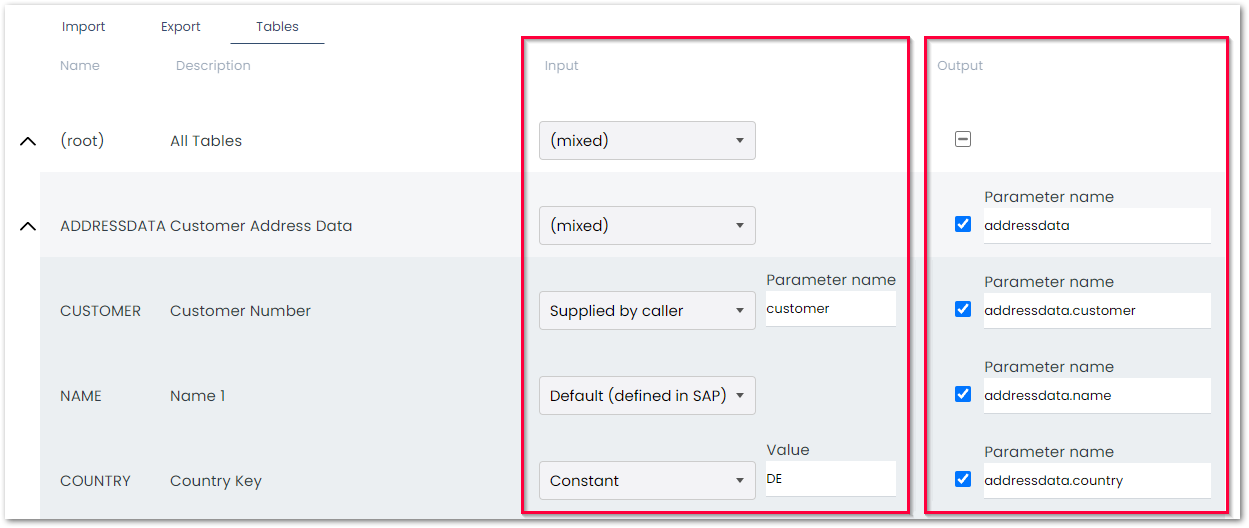 Import Export Tables
Name Description Input Output
(root) All Tables (mixed)
Parameter name
ADDRESSDATA Customer Address Data (mixed) addressdata
Parameter name Parameter name
CUSTOMER Customer Number Supplied by caller customer addressdata.customer
Parameter name
NAME Name 1 Default (defined in SAP) addressdata.name
Value Parameter name
COUNTRY Country Key Constant DE addressdata.country